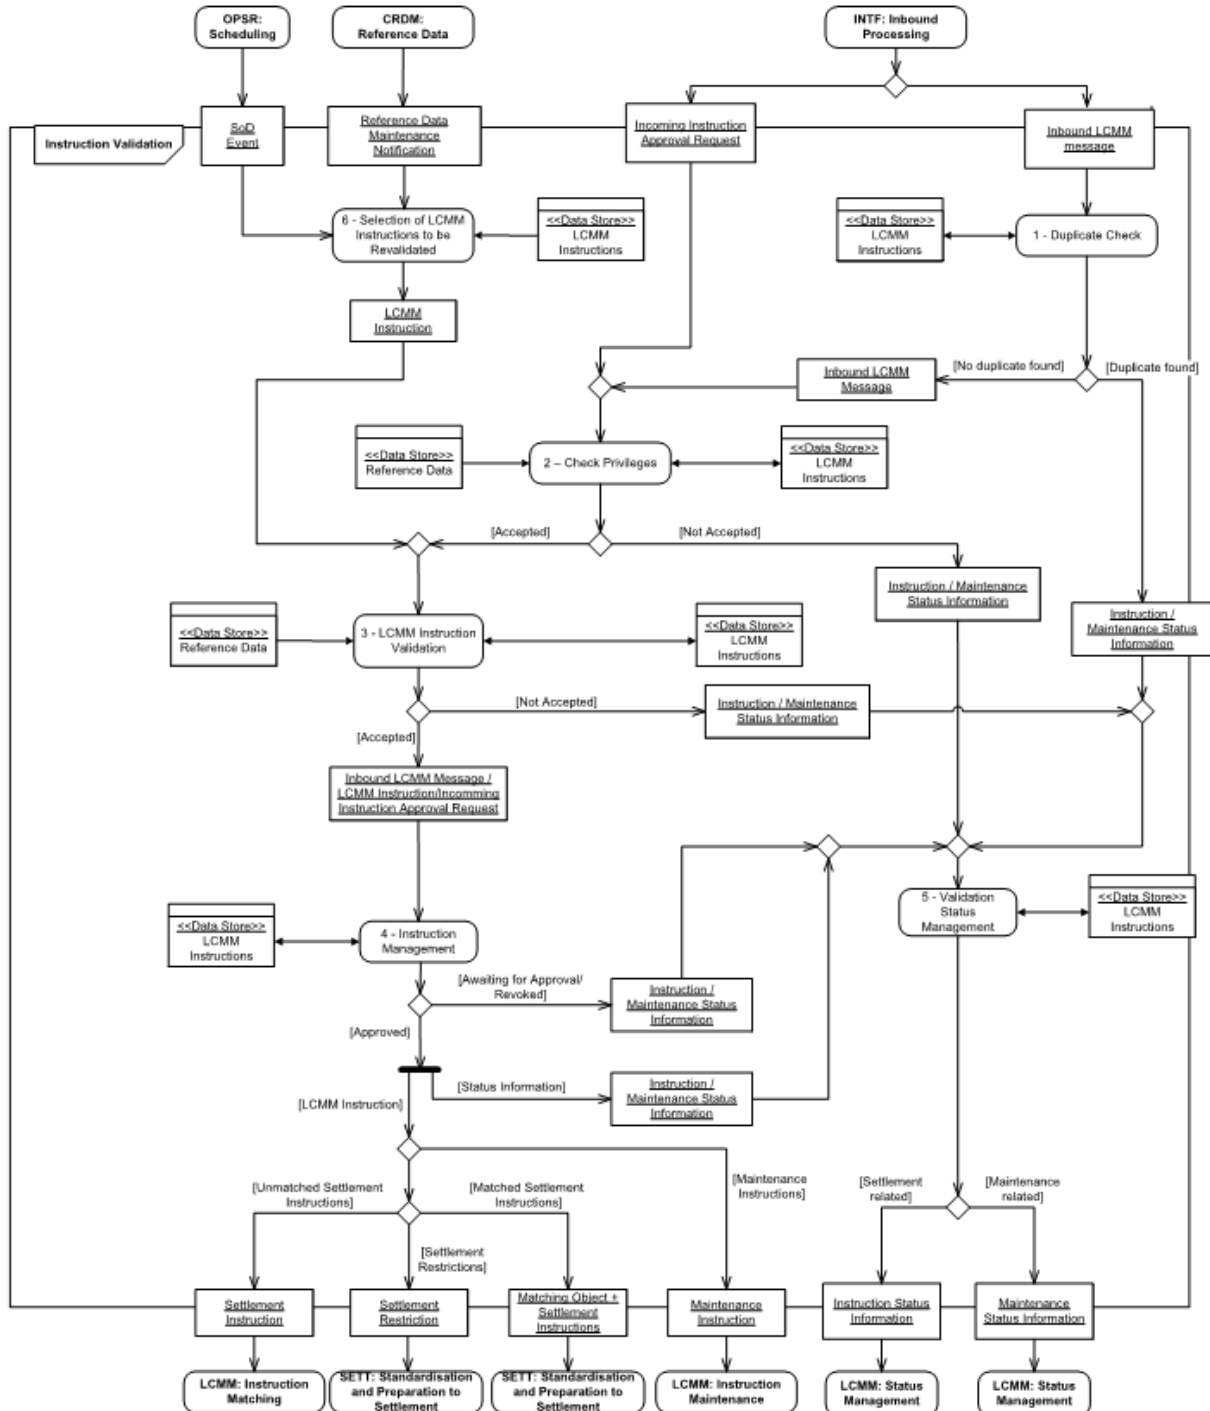 OPSR:
Scheduling
CRDM:
Reference Data
INTF: Inbound
Processing
Instruction Validation
SoD
Event
Reference Data
Maintenance
Notification
Incoming Instruction
Approval Request
Inbound LCMM
message
6 - Selection of LCMM
Instructions to be
Revalidated
<<Data Store>>
LCMM
Instructions
<<Data Store>>
LCMM
Instructions
1 - Duplicate Check
LCMM
Instruction
Inbound LCMM
Message
[No duplicate found]
[Duplicate found]
<<Data Store>>
Reference Data
2 – Check Privileges
<<Data Store>>
LCMM
Instructions
[Accepted]
[Not Accepted]
Instruction / Maintenance
Status Information
Instruction /
Maintenance Status
Information
<<Data Store>>
Reference Data
3 - LCMM Instruction
Validation
<<Data Store>>
LCMM
Instructions
[Not Accepted]
Instruction / Maintenance
Status Information
[Accepted]
Inbound LCMM Message /
LCMM Instruction/Incomming
Instruction Approval Request
<<Data Store>>
LCMM
Instructions
4 - Instruction
Management
5 - Validation
Status
Management
<<Data Store>>
LCMM
Instructions
[Awaiting for Approval/
Revoked]
Instruction /
Maintenance Status
Information
[Approved]
[Status Information]
Instruction /
Maintenance Status
Information
[LCMM Instruction]
[Unmatched Settlement
Instructions]
[Matched Settlement
Instructions]
[Maintenance
Instructions]
[Settlement
related]
[Maintenance
related]
[Settlement
Restrictions]
Settlement
Instruction
Settlement
Restriction
Matching Object +
Settlement
Instructions
Maintenance
Instruction
Instruction Status
Information
Maintenance
Status Information
LCMM: Instruction
Matching
SETT: Standardisation
and Preparation to
Settlement
SETT: Standardisation
and Preparation to
Settlement
LCMM: Instruction
Maintenance
LCMM: Status
Management
LCMM: Status
Management